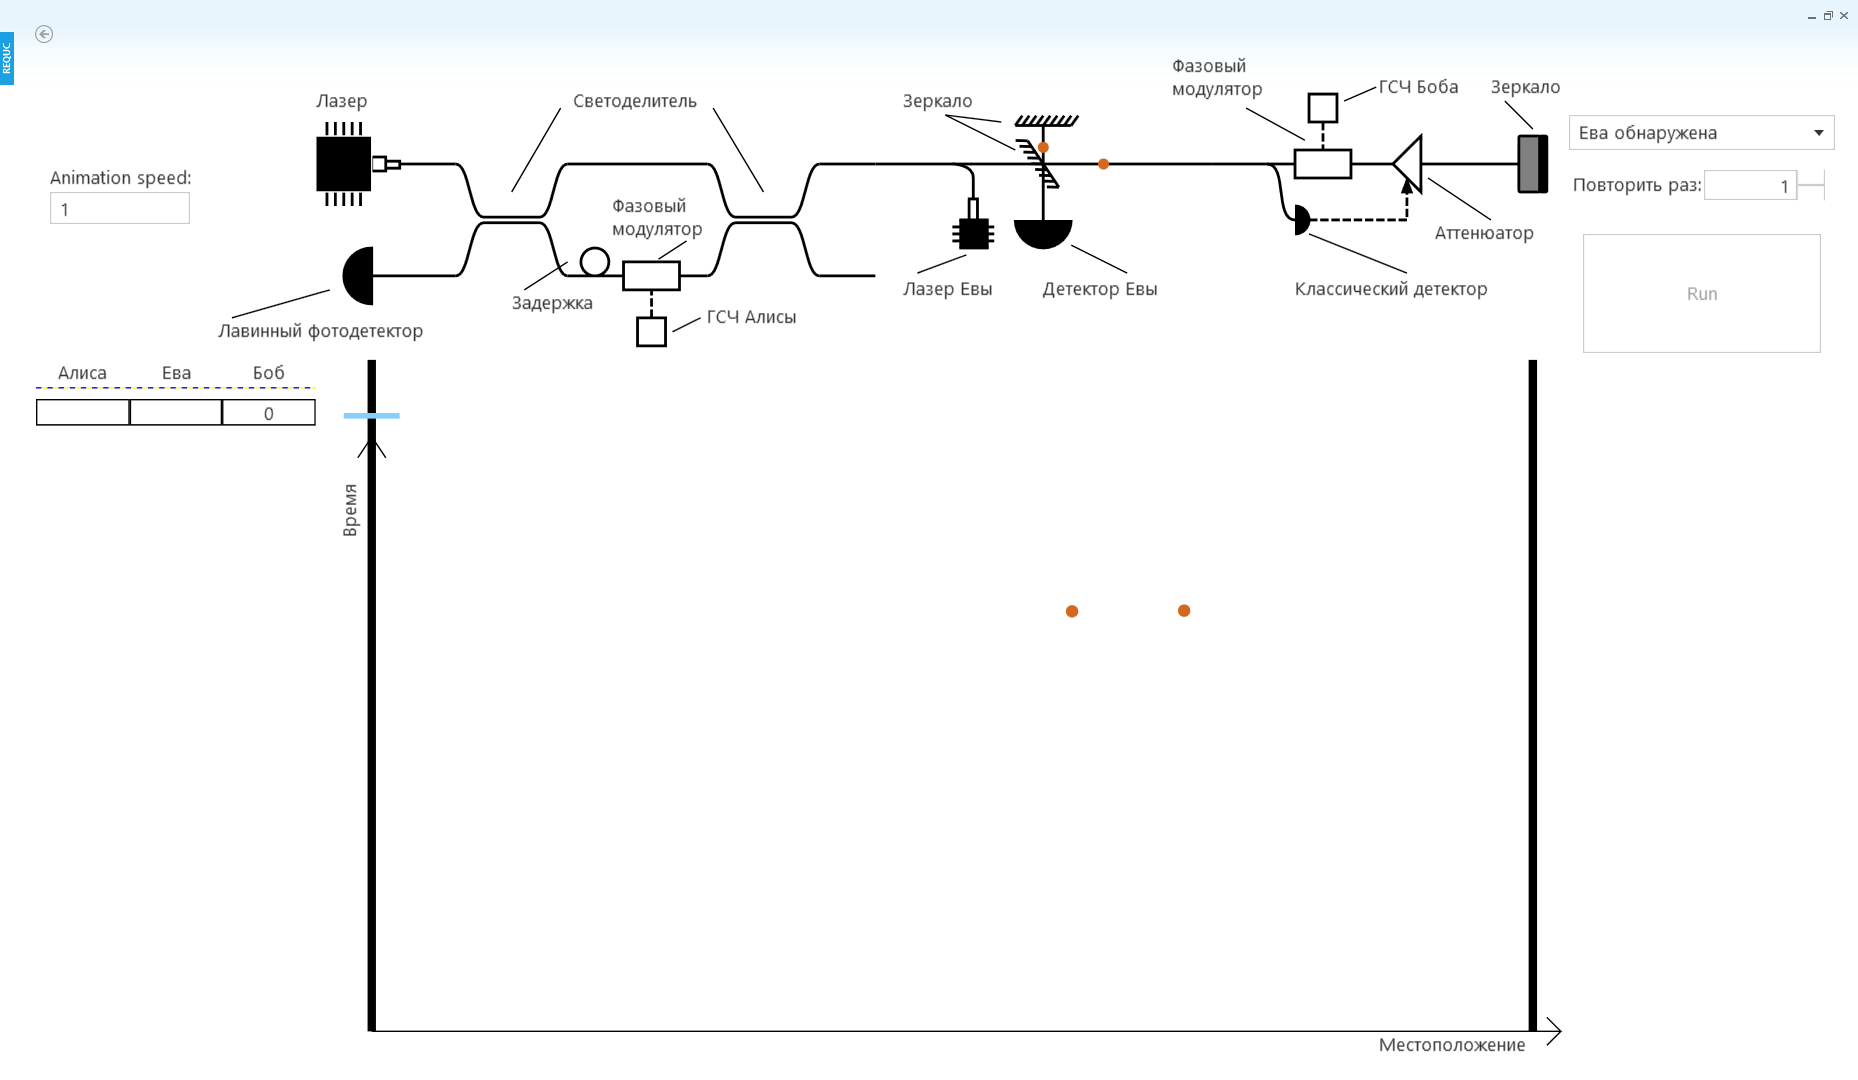 REQUC
Лазер
Светоделитель
Зеркало
Фазовый
модулятор
ГСЧ Боба
Зеркало
Ева обнаружена
Animation speed:
1
Повторить раз:
1
Фазовый
модулятор
Аттенюатор
Задержка
Лазер Евы
Детектор Евы
Классический детектор
Run
Лавинный фотодетектор
ГСЧ Алисы
Алиса
Ева
Боб
0
Время
Местоположение